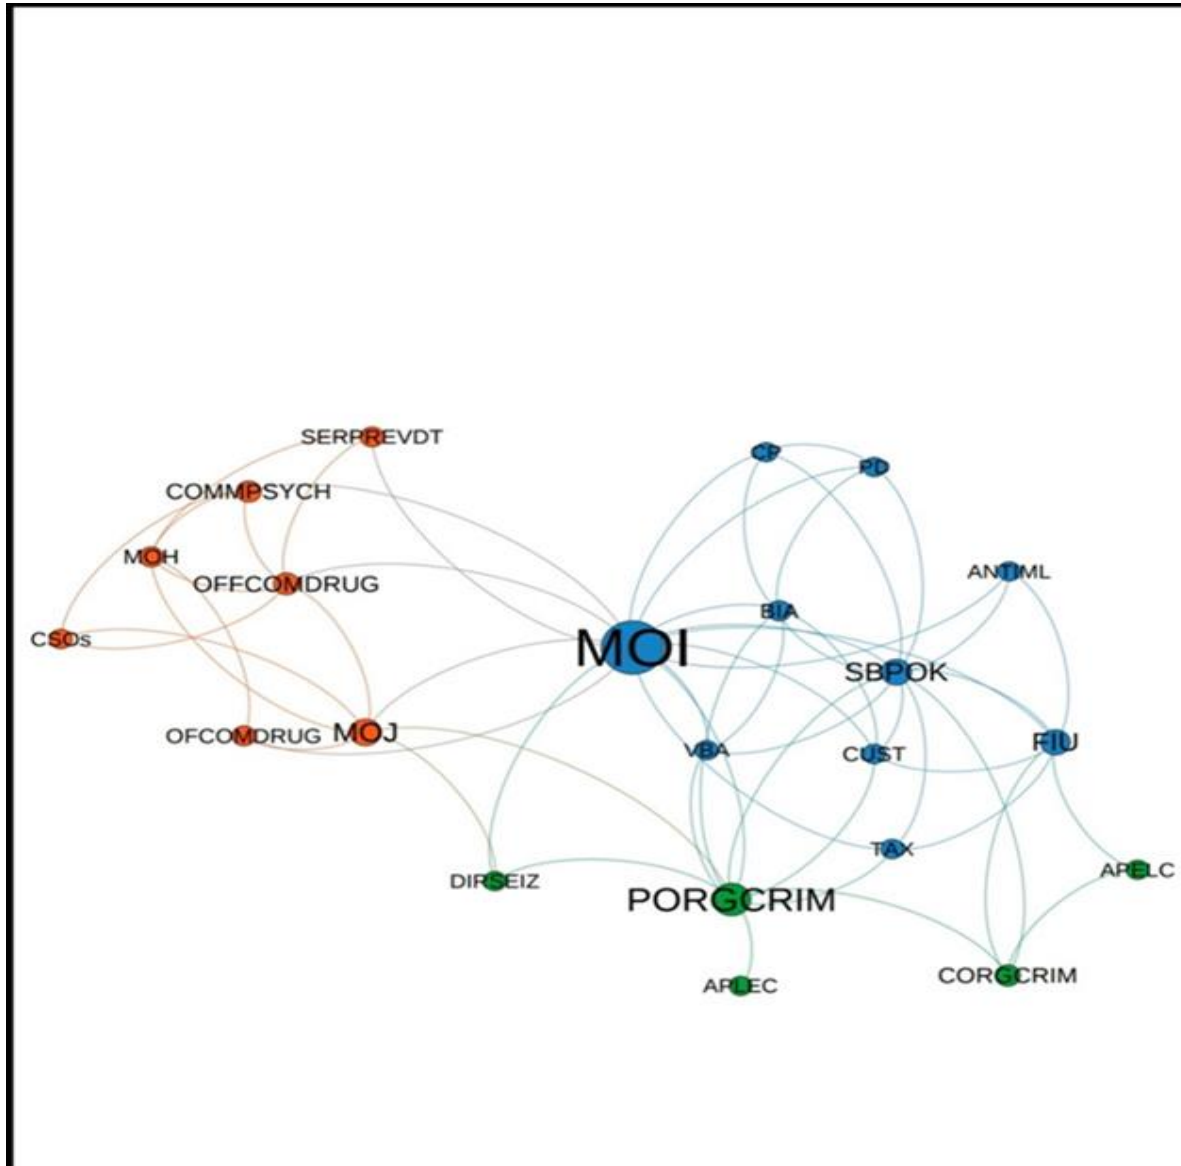 SERPREVDT
CP
PD
COMMPSYCH
MOH
OFFCOMDRUG
ANTIML
CSOs
BIA
MOI
SBPOK
OFCOMDRUG
MOJ
VBA
CUST
FIU
TAX
DIRSEIZ
PORGCRIM
APELC
CORGCRIM
APLEC